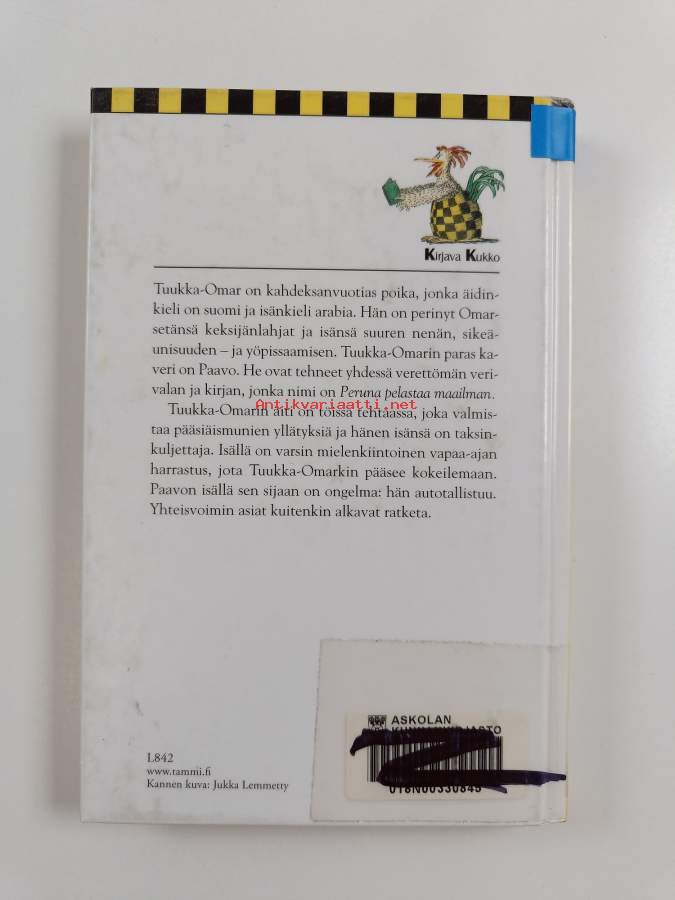 Kirjava Kukko
Tuukka-Omar on kahdeksanvuotias poika, jonka äidin-
kieli on suomi ja isänkieli arabia. Hän on perinyt Omar-
setänsä keksijänlahjat ja isänsä suuren nenän, sikeä-
unisuuden – ja yöpissaamisen. Tuukka-Omarin paras ka-
veri on Paavo. He ovat tehneet yhdessä verettömän veri-
valan ja kirjan, jonka nimi on Peruna pelastaa maailman.
Antikvariaatti.net
Tuukka-Omarin äiti on töissä tehtaassa, joka valmis-
taa pääsiäismunien yllätyksiä ja hänen isänsä on taksin-
kuljettaja. Isällä on varsin mielenkiintoinen vapaa-ajan
harrastus, jota Tuukka-Omarkin pääsee kokeilemaan.
Paavon isällä sen sijaan on ongelma: hän autotallistuu.
Yhteisvoimin asiat kuitenkin alkavat ratketa.
ASKOLAN
018N00330845
L842
www.tammi.fi
Kannen kuva: Jukka Lemmetty